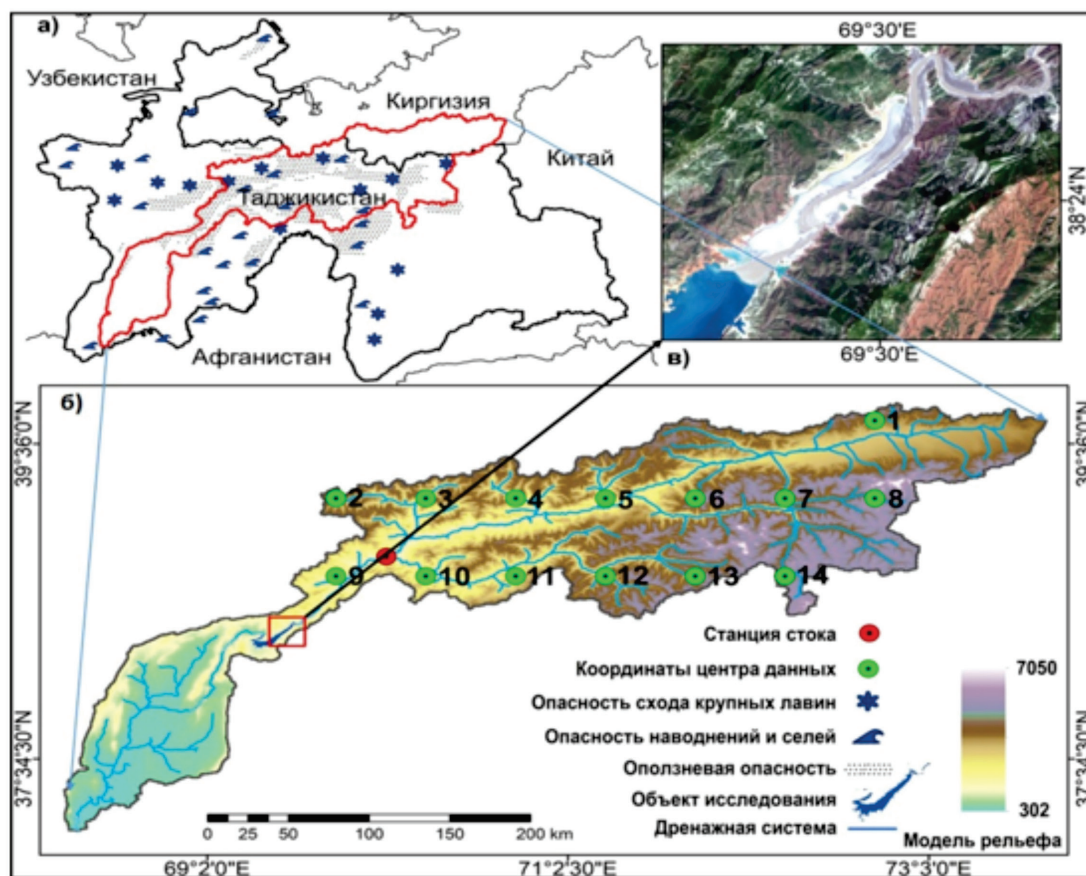 а)
Узбекистан
Киргизия
Китай
Таджикистан
Афганистан
69°30'E
38°24'N
69°30'E
в)
б)
39°36'0"N
39°36'0"N
1
2
3
4
5
6
7
8
9
10
11
12
13
14
Станция стока
Координаты центра данных
Опасность схода крупных лавин
Опасность наводнений и селей
Оползневая опасность
Объект исследования
Дренажная система
7050
302
Модель рельефа
37°34'30"N
37°34'30"N
0 25 50 100 150 200 km
69°2'0"E
71°2'30"E
73°3'0"E